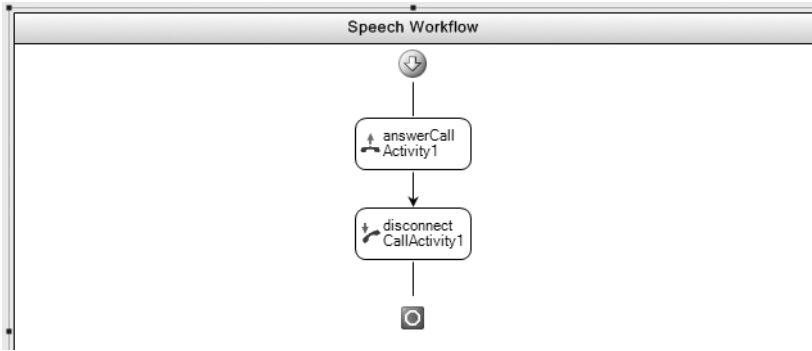 Speech Workflow
answerCall
Activity1
disconnect
CallActivity1